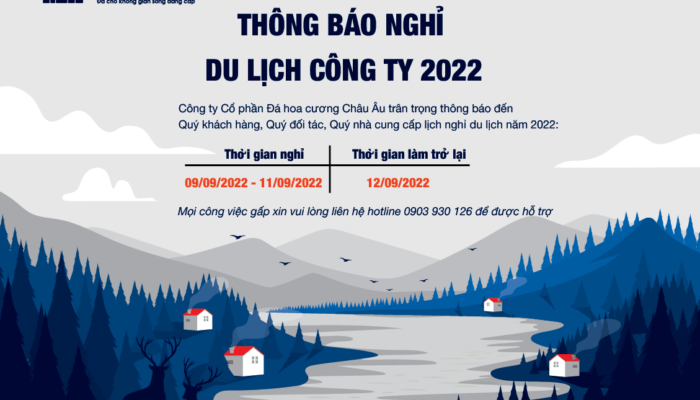 Đá cho không gian sống đẳng cấp
THÔNG BÁO NGHỈ
DU LỊCH CÔNG TY 2022
Công ty Cổ phần Đá hoa cương Châu Âu trân trọng thông báo đến
Quý khách hàng, Quý đối tác, Quý nhà cung cấp lịch nghỉ du lịch năm 2022:
Thời gian nghỉ Thời gian làm trở lại
09/09/2022 - 11/09/2022 12/09/2022
Mọi công việc gấp xin vui lòng liên hệ hotline 0903 930 126 để được hỗ trợ